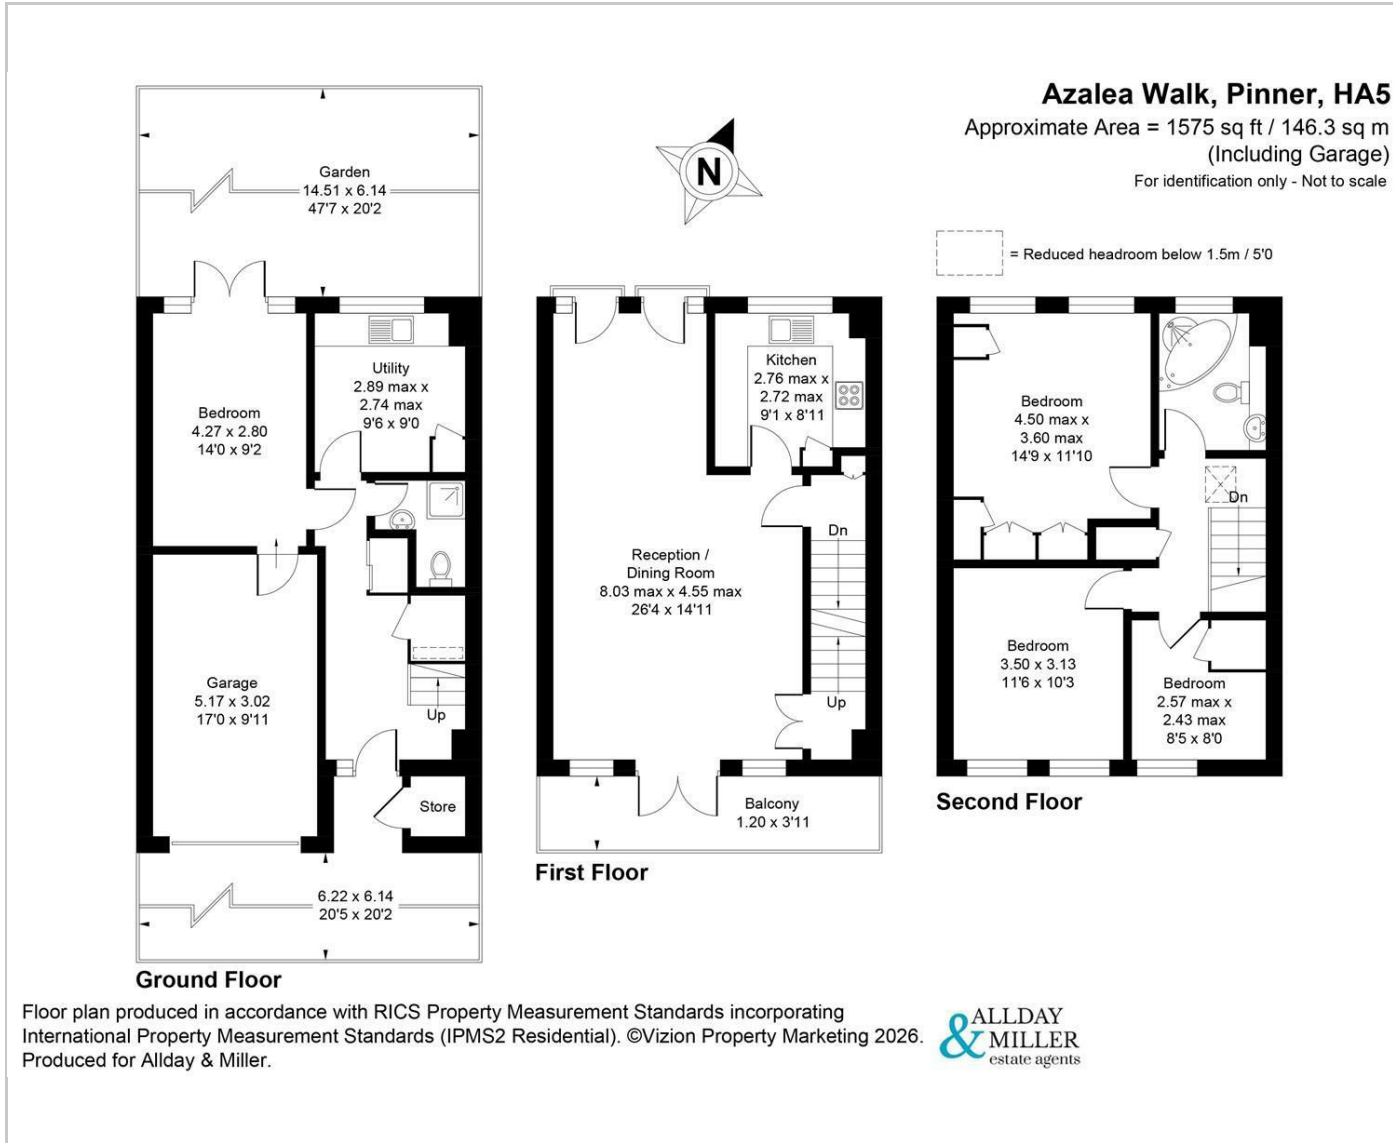 Azalea Walk, Pinner, HA5
Approximate Area = 1575 sq ft / 146.3 sq m
(Including Garage)
For identification only - Not to scale
N
= Reduced headroom below 1.5m / 5'0
Garden
14.51 x 6.14
47'7 x 20'2
Bedroom
4.27 x 2.80
14'0 x 9'2
Utility
2.89 max x
2.74 max
9'6 x 9'0
Garage
5.17 x 3.02
17'0 x 9'11
Up
Store
6.22 x 6.14
20'5 x 20'2
Ground Floor
Kitchen
2.76 max x
2.72 max
9'1 x 8'11
Reception /
Dining Room
8.03 max x 4.55 max
26'4 x 14'11
Dn
Up
Balcony
1.20 x 3'11
First Floor
Bedroom
4.50 max x
3.60 max
14'9 x 11'10
Dn
Bedroom
3.50 x 3.13
11'6 x 10'3
Bedroom
2.57 max x
2.43 max
8'5 x 8'0
Second Floor
Floor plan produced in accordance with RICS Property Measurement Standards incorporating
International Property Measurement Standards (IPMS2 Residential). ©Vizion Property Marketing 2026.
Produced for Allday & Miller.
ALLDAY
& MILLER
estate agents